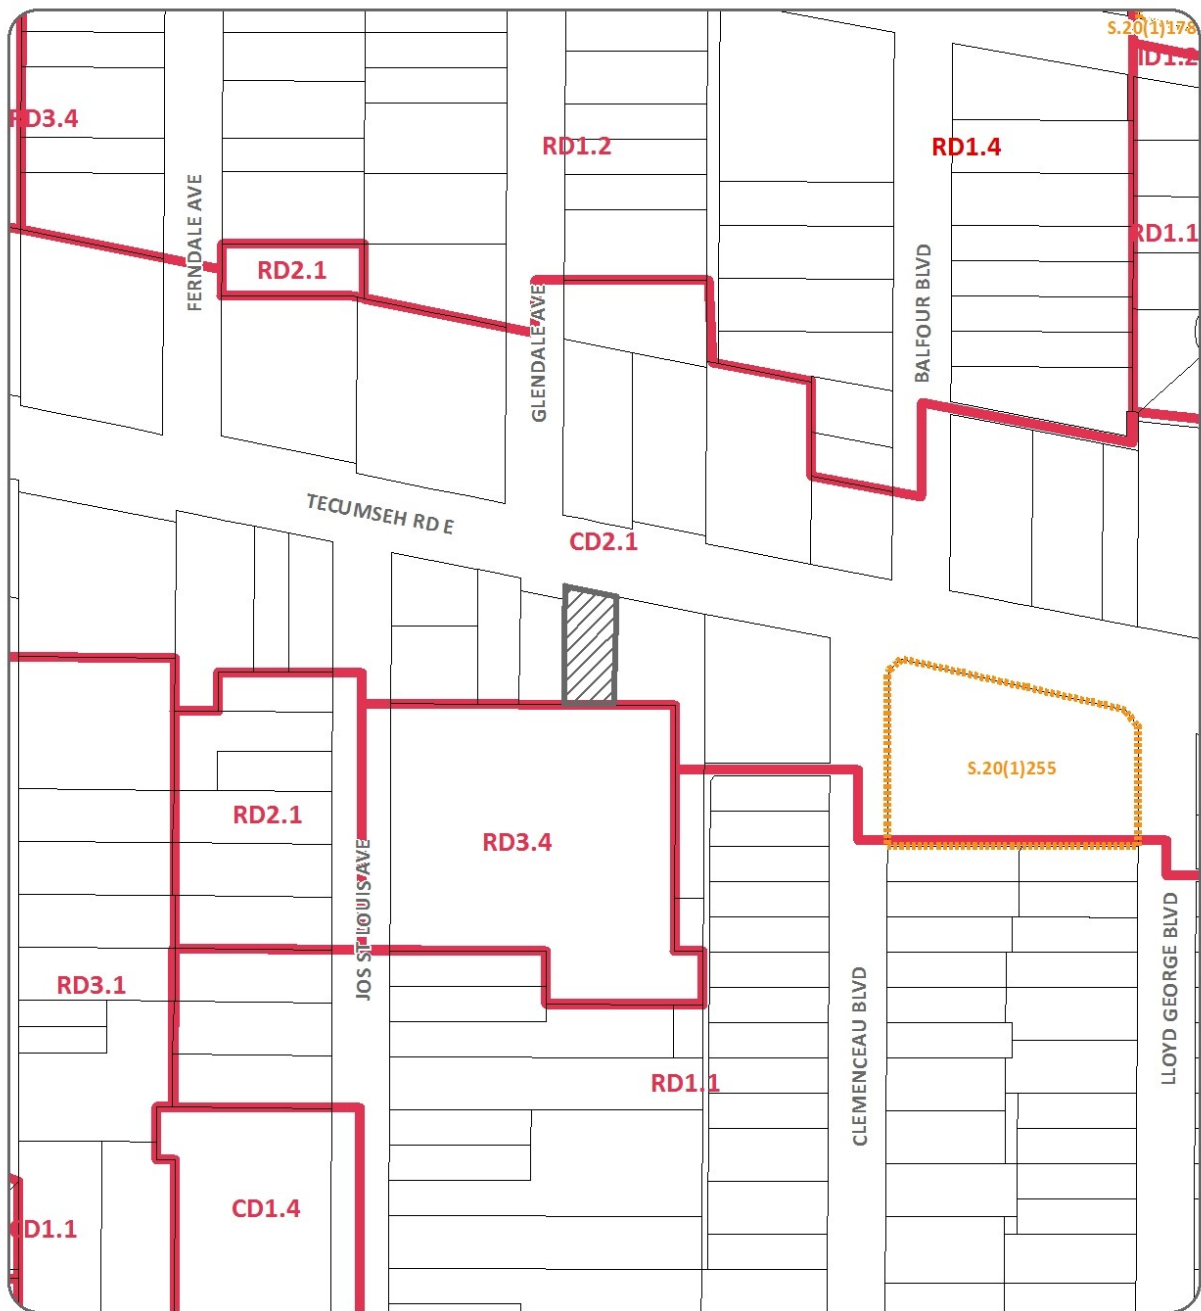 S.20(1)178
RD3.4
RD1.2
RD1.4
RD1.1
FERNDALE AVE
RD2.1
GLENDALE AVE
BALFOUR BLVD
TECUMSEH RD E
CD2.1
S.20(1)255
RD2.1
RD3.4
JOS ST LOUIS AVE
RD3.1
CLEMENCEAU BLVD
LLOYD GEORGE BLVD
RD1.1
CD1.4